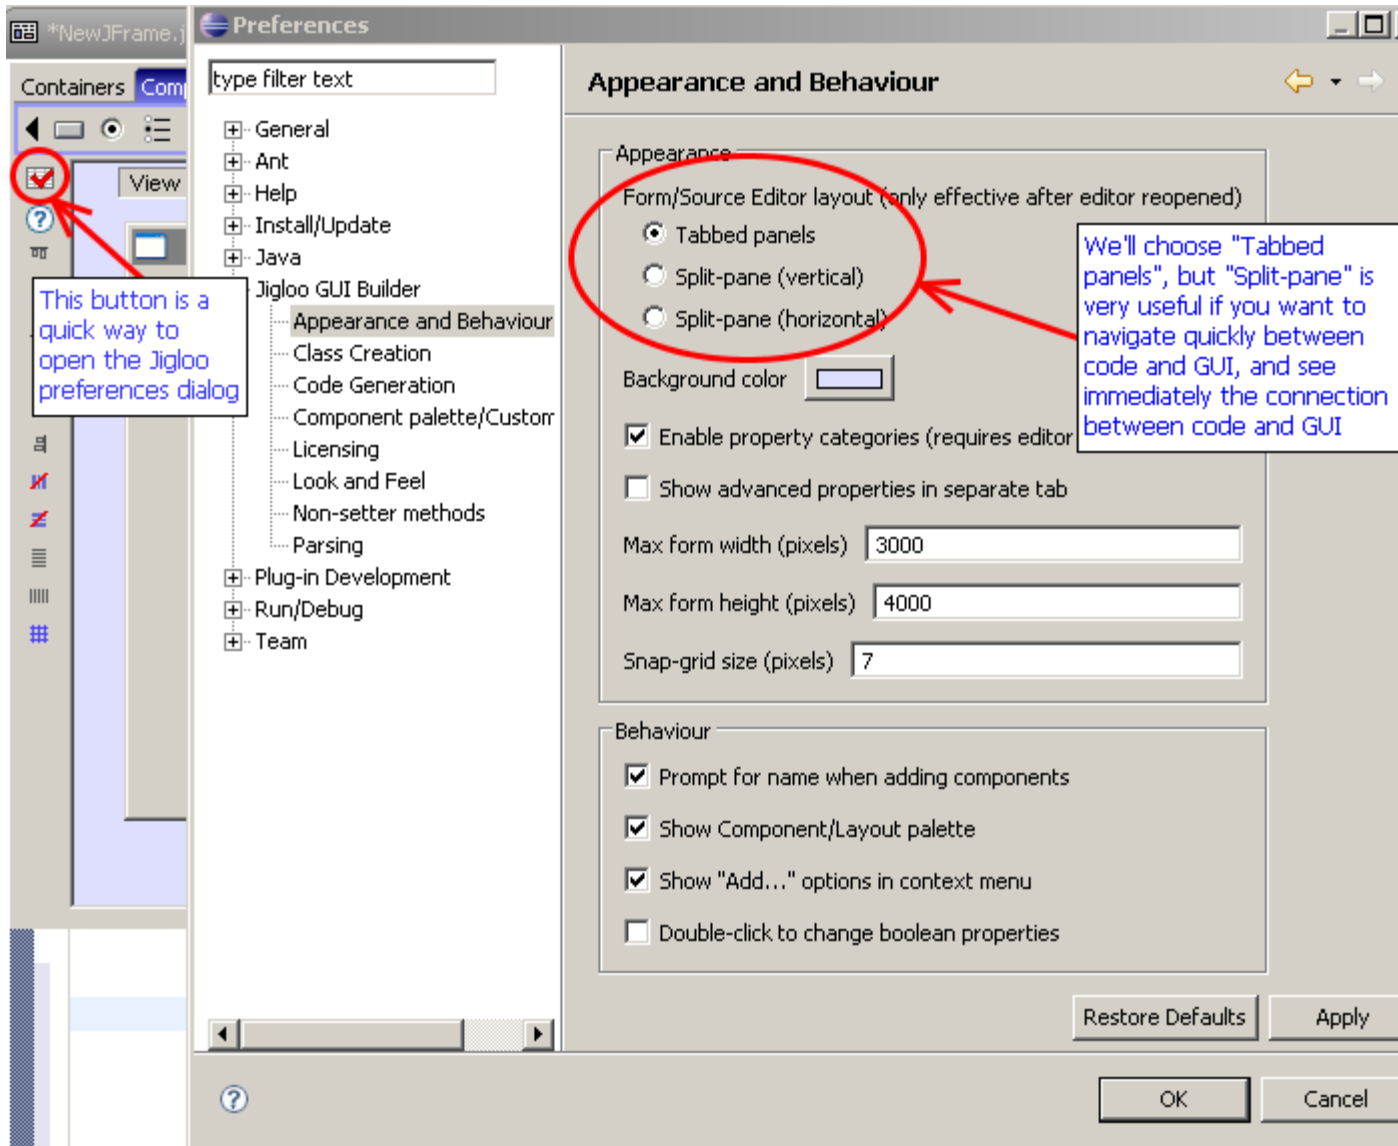 *NewJFrame.j
Preferences
Containers
Com
View
This button is a
quick way to
open the Jigloo
preferences dialog
type filter text
General
Ant
Help
Install/Update
Java
Jigloo GUI Builder
Appearance and Behaviour
Class Creation
Code Generation
Component palette/Custom
Licensing
Look and Feel
Non-setter methods
Parsing
Plug-in Development
Run/Debug
Team
Appearance and Behaviour
Appearance
Form/Source Editor layout (only effective after editor reopened)
Tabbed panels
Split-pane (vertical)
Split-pane (horizontal)
We'll choose "Tabbed
panels", but "Split-pane" is
very useful if you want to
navigate quickly between
code and GUI, and see
immediately the connection
between code and GUI
Background color
Enable property categories (requires editor
Show advanced properties in separate tab
Max form width (pixels) 3000
Max form height (pixels) 4000
Snap-grid size (pixels) 7
Behaviour
Prompt for name when adding components
Show Component/Layout palette
Show "Add..." options in context menu
Double-click to change boolean properties
Restore Defaults
Apply
OK
Cancel